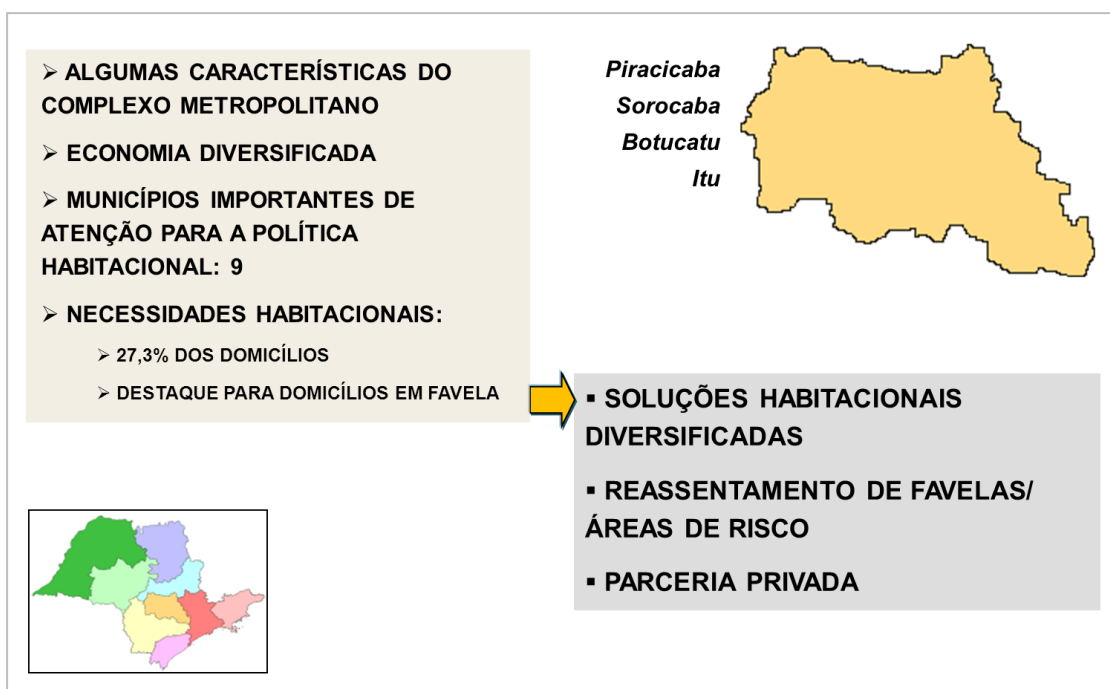 ➢ ALGUMAS CARACTERÍSTICAS DO
COMPLEXO METROPOLITANO
➢ ECONOMIA DIVERSIFICADA
➢ MUNICÍPIOS IMPORTANTES DE
ATENÇÃO PARA A POLÍTICA
HABITACIONAL: 9
➢ NECESSIDADES HABITACIONAIS:
➢ 27,3% DOS DOMICÍLIOS
➢ DESTAQUE PARA DOMICÍLIOS EM FAVELA
Piracicaba
Sorocaba
Botucatu
Itu
▪ SOLUÇÕES HABITACIONAIS
DIVERSIFICADAS
▪ REASSENTAMENTO DE FAVELAS/
ÁREAS DE RISCO
▪ PARCERIA PRIVADA